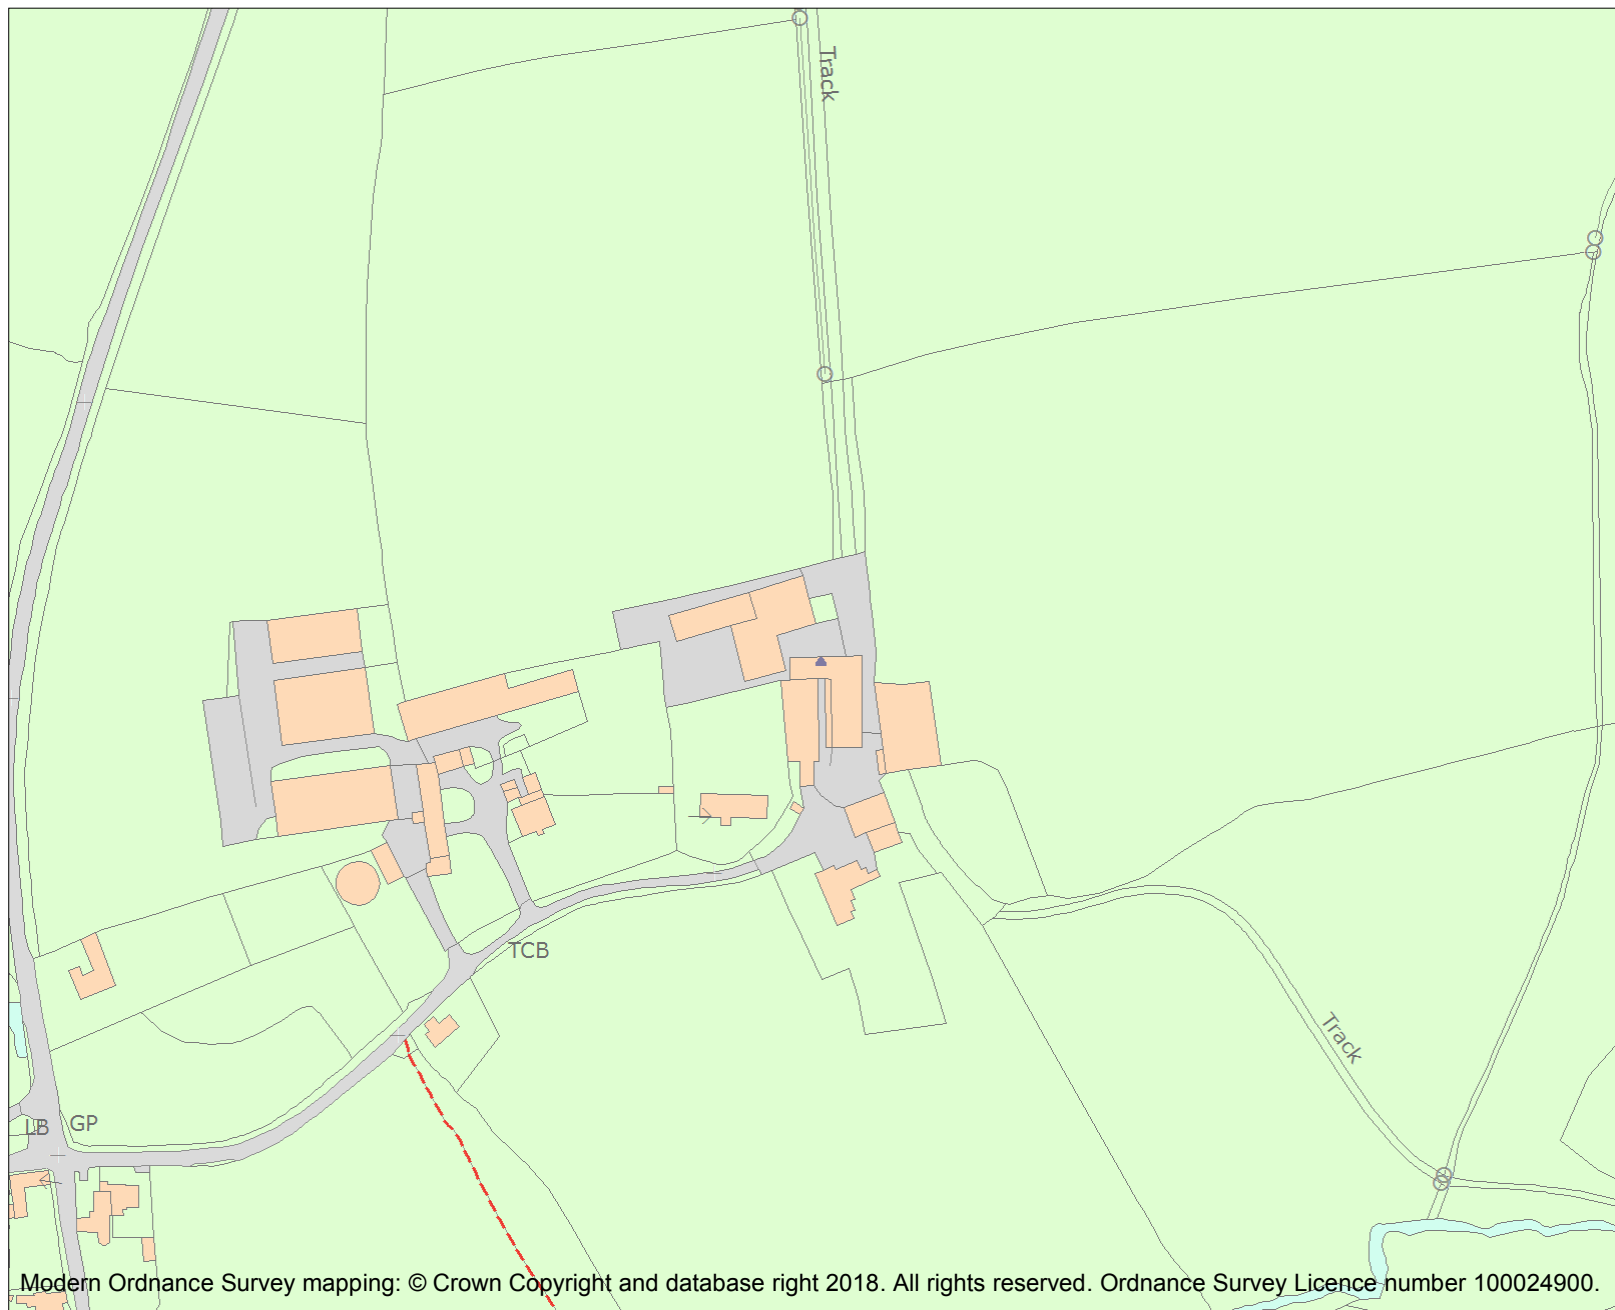 Track
TCB
Track
GP
LB
Modern Ordnance Survey mapping: © Crown Copyright and database right 2018. All rights reserved. Ordnance Survey Licence number 100024900.